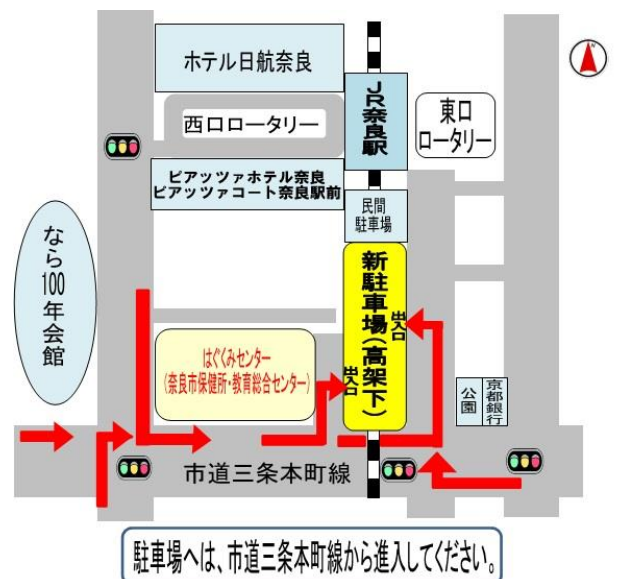 ホテル日航奈良
N
JR奈良駅
西口ロータリー
東口
ロータリー
ピアッツァホテル奈良
ピアッツァコート奈良駅前
民間
駐車場
なら100年会館
新駐車場(高架下)
出入口
出入口
はぐくみセンター
(奈良市保健所・教育総合センター)
公園
京都銀行
市道三条本町線
駐車場へは、市道三条本町線から進入してください。